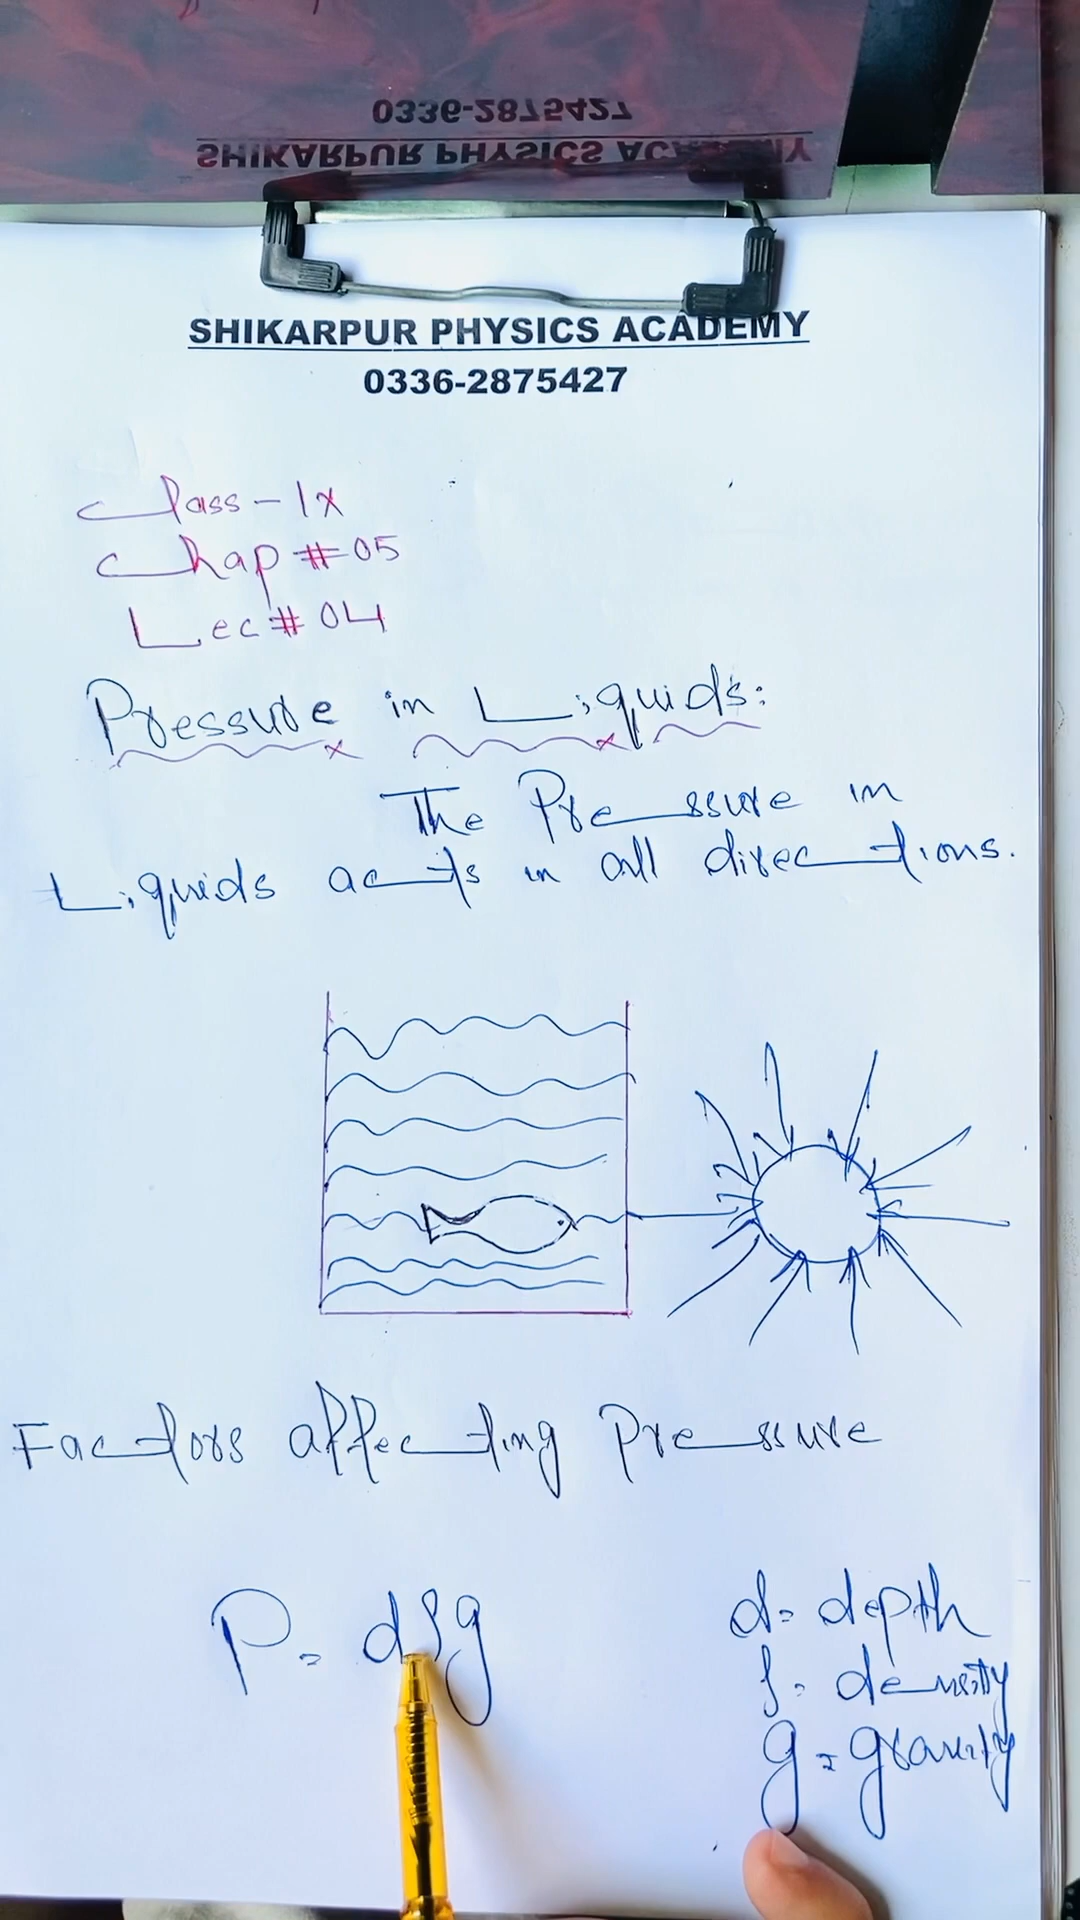 0336-2875427
SHIKARPUR PHYSICS ACADEMY
SHIKARPUR PHYSICS ACADEMY
0336-2875427
Class - IX
Chap # 05
Lec # 04
Pressure in Liquids:
The Pressure in
Liquids acts in all directions.
Factors affecting Pressure
P = dρg
d = depth
ρ = density
g = gravity